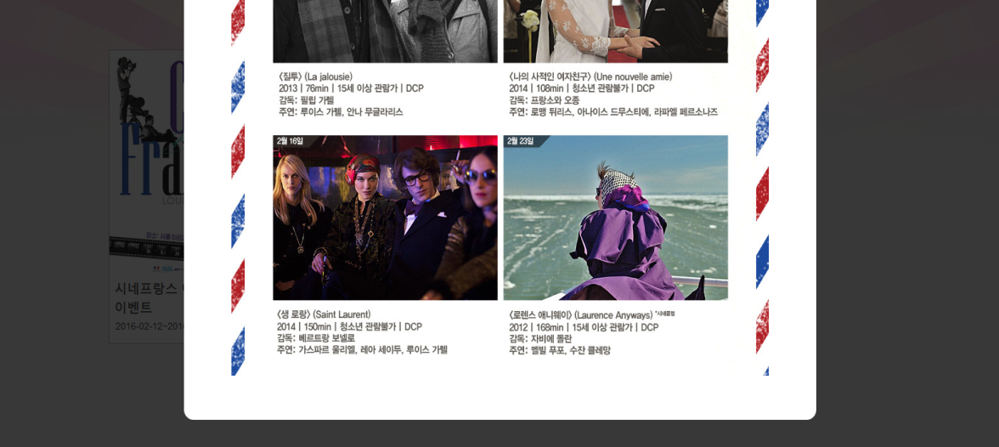 <질투> (La jalousie)
2013 | 76min | 15세 이상 관람가 | DCP
감독: 필립 가렐
주연: 루이스 가렐, 안나 무글라리스
<나의 사적인 여자친구> (Une nouvelle amie)
2014 | 108min | 청소년 관람불가 | DCP
감독: 프랑소와 오종
주연: 로맹 뒤리스, 아나이스 드무스티에, 라파엘 페르소나즈
2월 16일
2월 23일
<생 로랑> (Saint Laurent)
2014 | 150min | 청소년 관람불가 | DCP
감독: 베르트랑 보넬로
주연: 가스파르 울리엘, 레아 세이두, 루이스 가렐
<로렌스 애니웨이> (Laurence Anyways) *시네클럽
2012 | 168min | 15세 이상 관람가 | DCP
감독: 자비에 돌란
주연: 멜빌 푸포, 수잔 클레망
시네프랑스
이벤트
2016-02-12~201